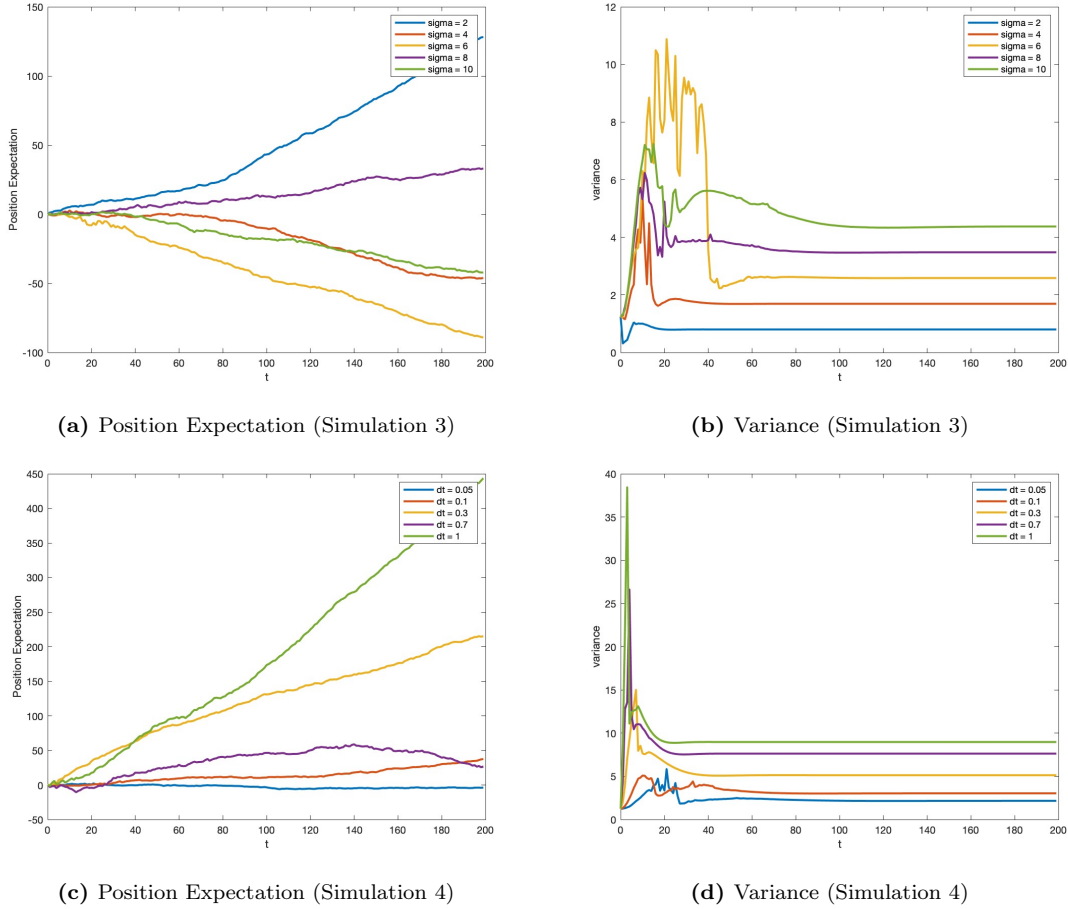 150
100
50
0
-50
-100
Position Expectation
0 20 40 60 80 100 120 140 160 180 200
t
sigma = 2
sigma = 4
sigma = 6
sigma = 8
sigma = 10
(a) Position Expectation (Simulation 3)
12
10
8
6
4
2
0
variance
0 20 40 60 80 100 120 140 160 180 200
t
sigma = 2
sigma = 4
sigma = 6
sigma = 8
sigma = 10
(b) Variance (Simulation 3)
450
400
350
300
250
200
150
100
50
0
-50
Position Expectation
0 20 40 60 80 100 120 140 160 180 200
t
dt = 0.05
dt = 0.1
dt = 0.3
dt = 0.7
dt = 1
(c) Position Expectation (Simulation 4)
40
35
30
25
20
15
10
5
0
variance
0 20 40 60 80 100 120 140 160 180 200
t
dt = 0.05
dt = 0.1
dt = 0.3
dt = 0.7
dt = 1
(d) Variance (Simulation 4)